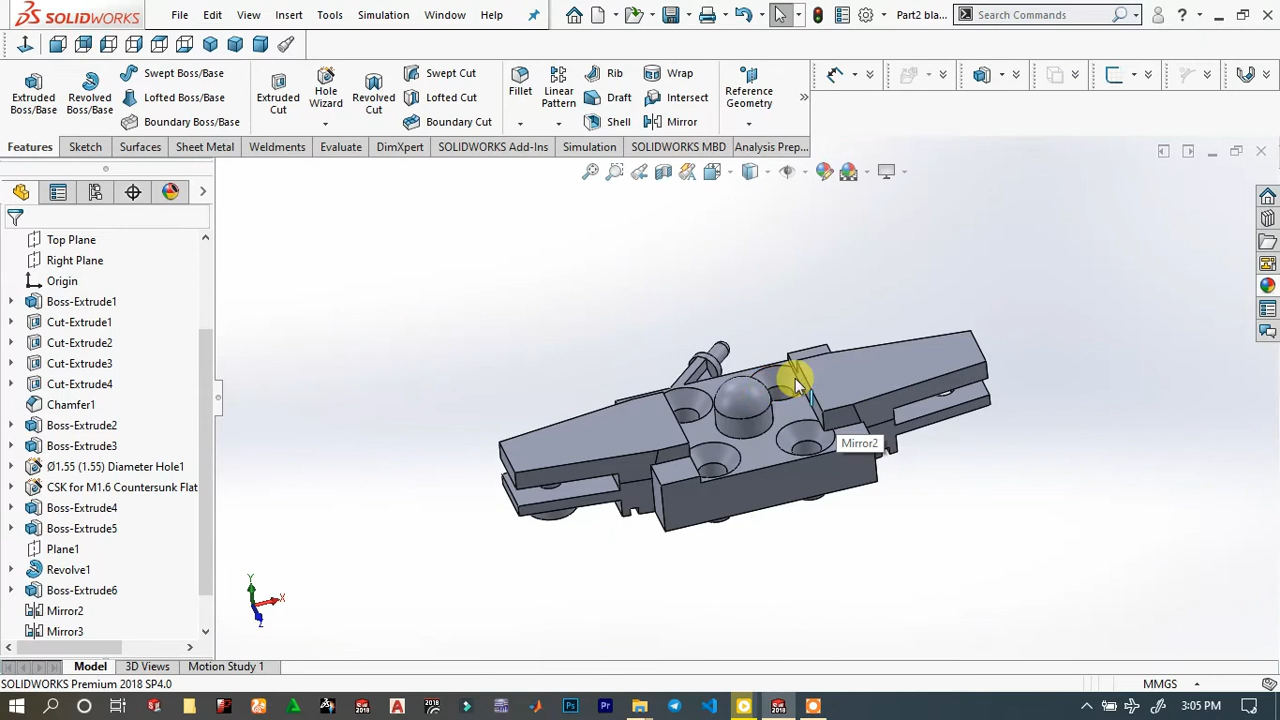 SOLIDWORKS File Edit View Insert Tools Simulation Window Help Part2 bla... Search Commands ?
Extruded Boss/Base Revolved Boss/Base Swept Boss/Base Lofted Boss/Base Boundary Boss/Base Extruded Cut Hole Wizard Revolved Cut Swept Cut Lofted Cut Boundary Cut Fillet Linear Pattern Rib Draft Shell Wrap Intersect Mirror Reference Geometry
Features Sketch Surfaces Sheet Metal Weldments Evaluate DimXpert SOLIDWORKS Add-Ins Simulation SOLIDWORKS MBD Analysis Prep...
Top Plane
Right Plane
Origin
Boss-Extrude1
Cut-Extrude1
Cut-Extrude2
Cut-Extrude3
Cut-Extrude4
Chamfer1
Boss-Extrude2
Boss-Extrude3
Ø1.55 (1.55) Diameter Hole1
CSK for M1.6 Countersunk Flat
Boss-Extrude4
Boss-Extrude5
Plane1
Revolve1
Boss-Extrude6
Mirror2
Mirror3
Mirror2
Y
X
Z
Model 3D Views Motion Study 1
SOLIDWORKS Premium 2018 SP4.0 MMGS
3:05 PM